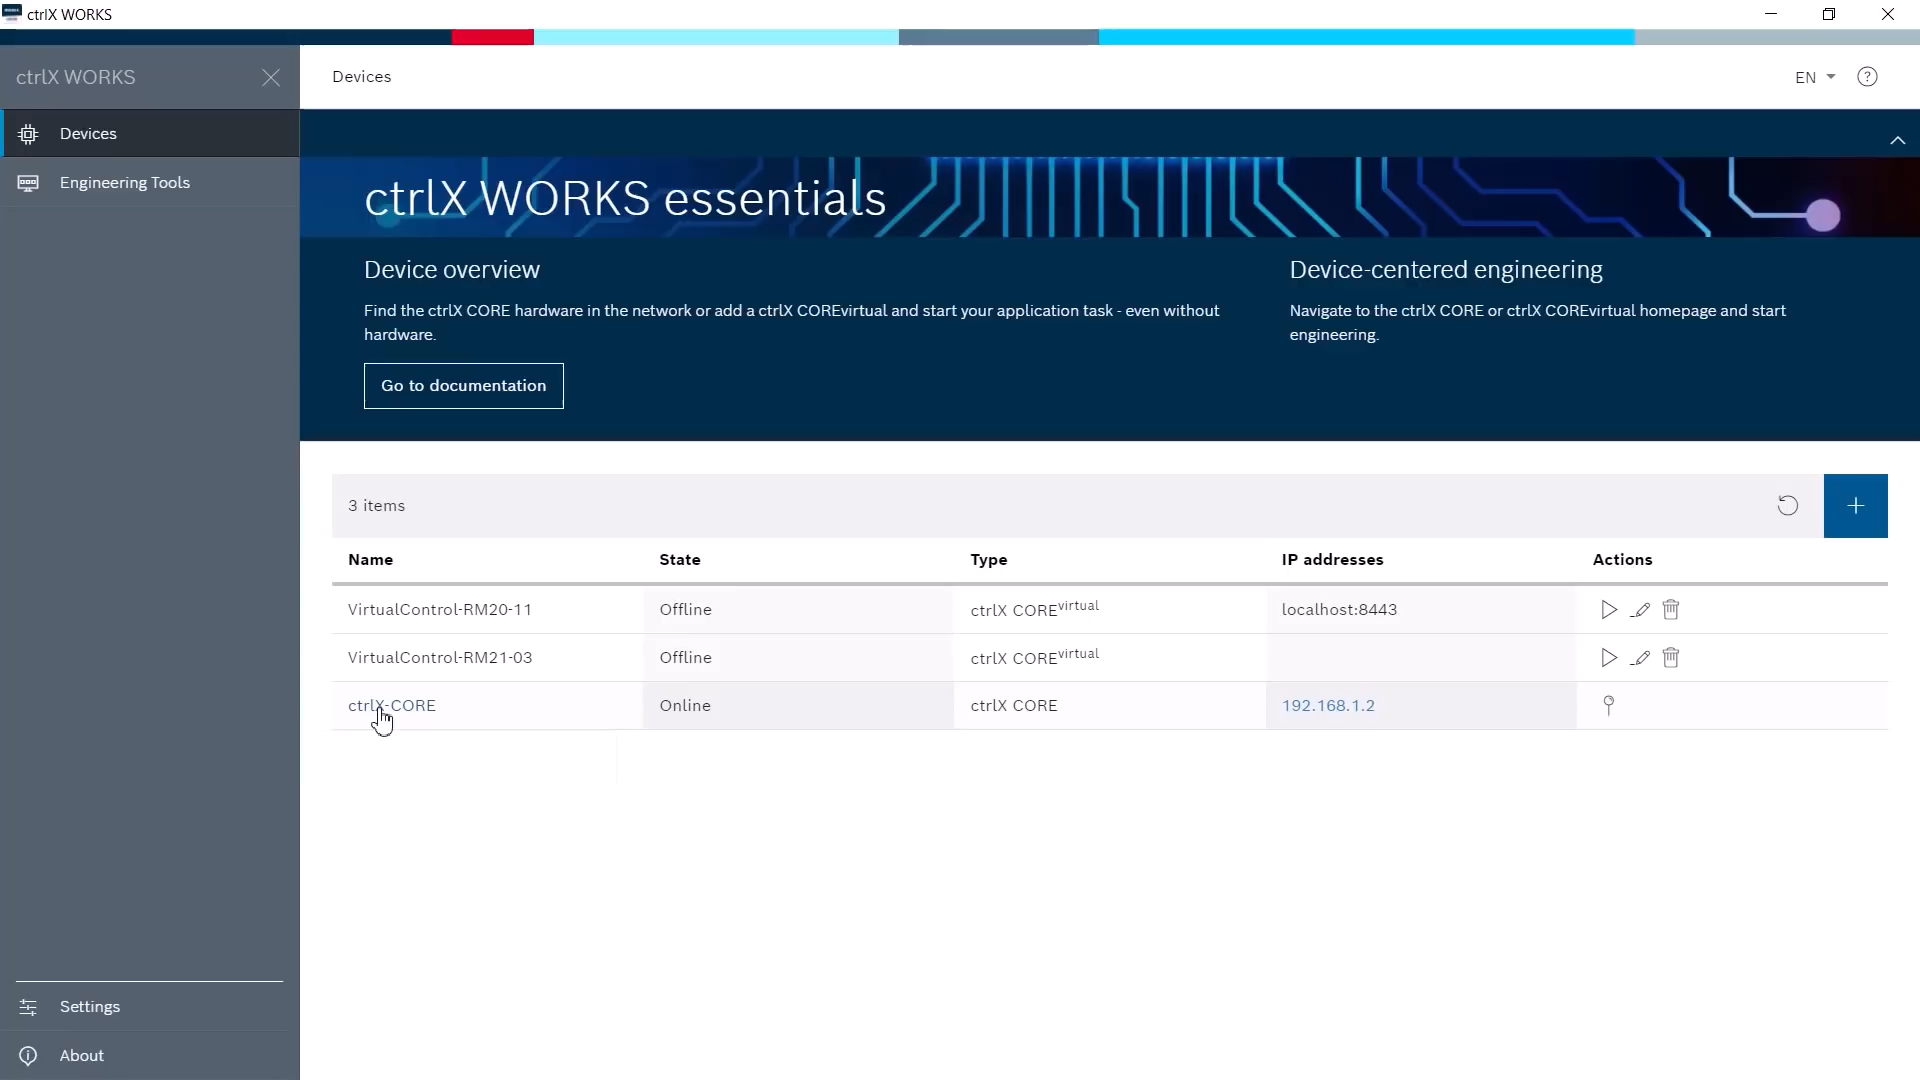 ctrlX WORKS
ctrlX WORKS
Devices
EN
Devices
Engineering Tools
ctrlX WORKS essentials
Device overview
Find the ctrlX CORE hardware in the network or add a ctrlX COREvirtual and start your application task - even without
hardware.
Go to documentation
Device-centered engineering
Navigate to the ctrlX CORE or ctrlX COREvirtual homepage and start
engineering.
3 items
Name State Type IP addresses Actions
VirtualControl-RM20-11 Offline ctrlX COREvirtual localhost:8443
VirtualControl-RM21-03 Offline ctrlX COREvirtual
ctrlX-CORE Online ctrlX CORE 192.168.1.2
Settings
About